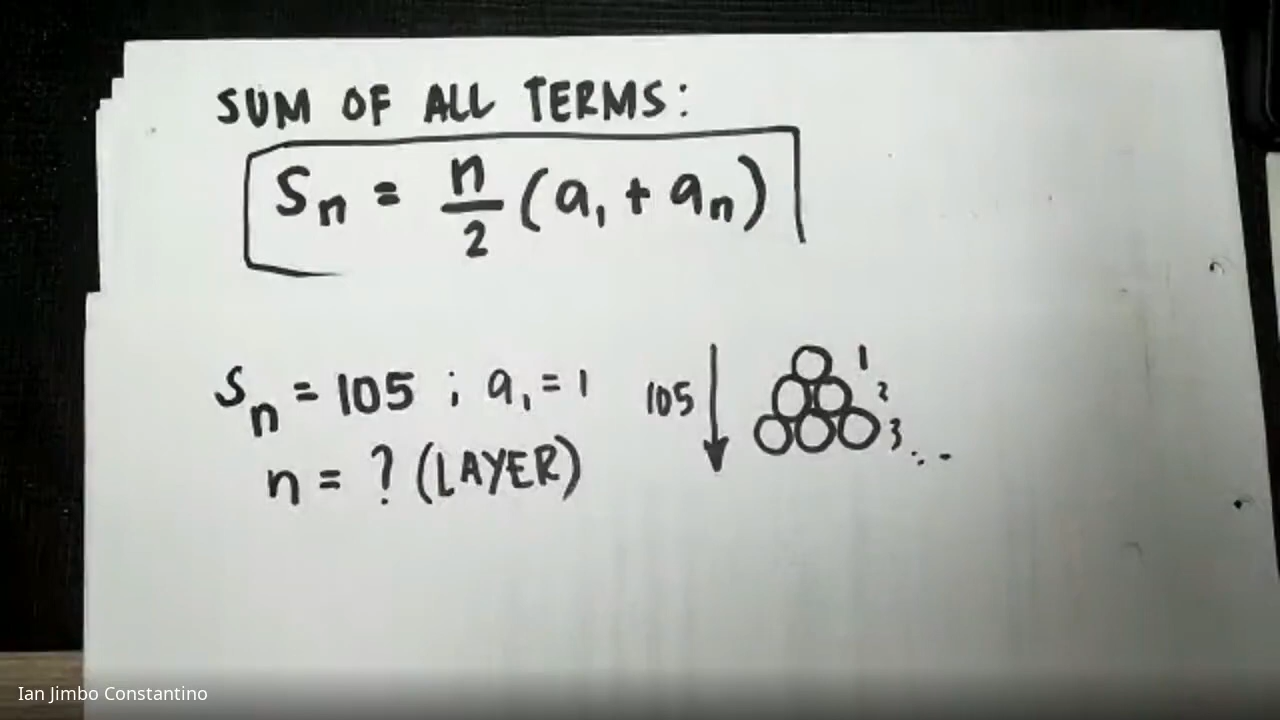 SUM OF ALL TERMS:
Sn = n/2 (a1 + an)
Sn = 105 ; a1 = 1
n = ? (LAYER)
105
1
2
3...
Ian Jimbo Constantino